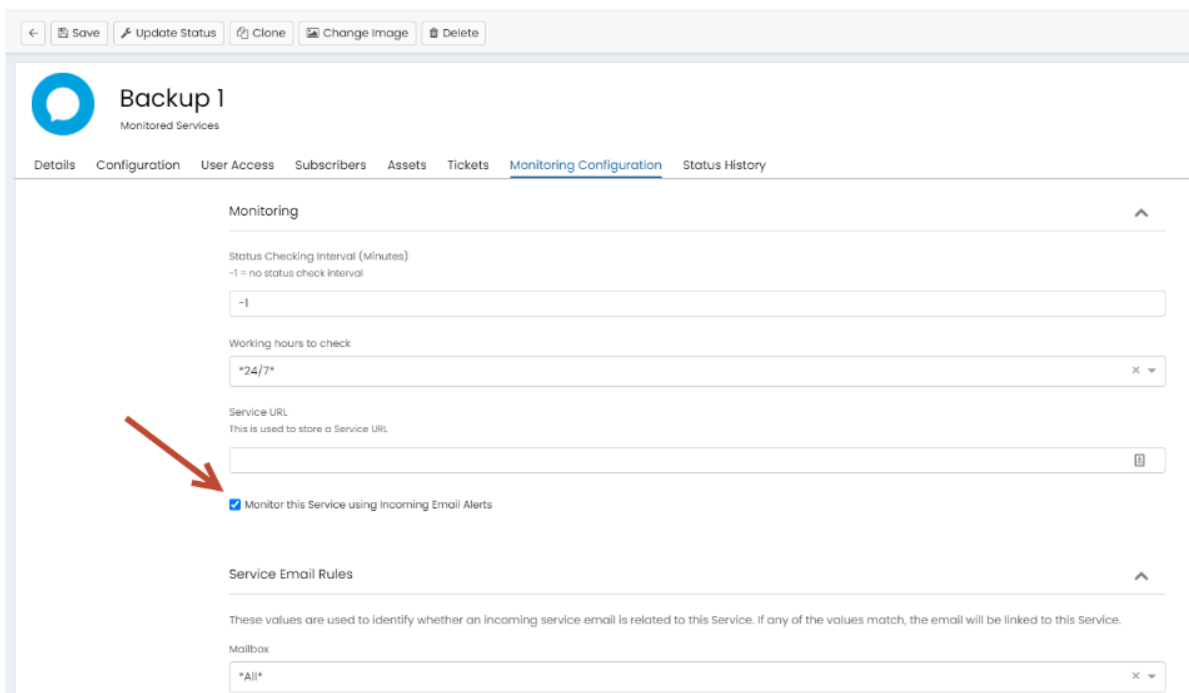 Save Update Status Clone Change Image Delete
Backup 1
Monitored Services
Details Configuration User Access Subscribers Assets Tickets Monitoring Configuration Status History
Monitoring
Status Checking Interval (Minutes)
-1 = no status check interval
-1
Working hours to check
*24/7*
Service URL
This is used to store a Service URL
Monitor this Service using Incoming Email Alerts
Service Email Rules
These values are used to identify whether an incoming service email is related to this Service. If any of the values match, the email will be linked to this Service.
Mailbox
*All*